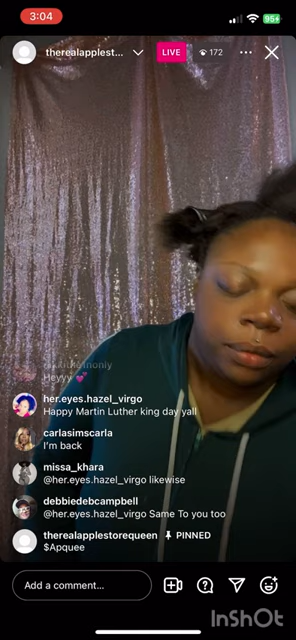 3:04
95+
therealapplest...
LIVE
172
Heyyy 💕
her.eyes.hazel_virgo
Happy Martin Luther king day yall
carlasimscarla
I'm back
missa_khara
@her.eyes.hazel_virgo likewise
debbiedebcampbell
@her.eyes.hazel_virgo Same To you too
therealapplestorequeen PINNED
$Apquee
Add a comment...
InShOt